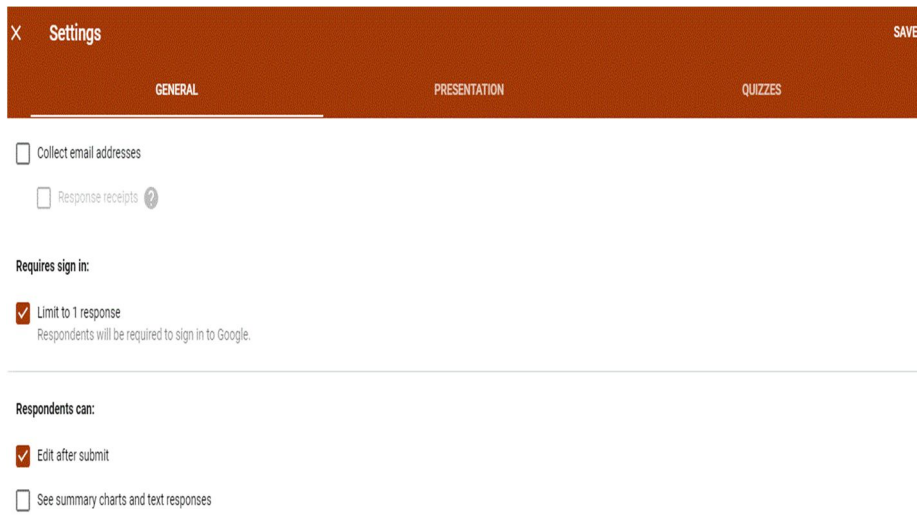 X Settings SAVE
GENERAL PRESENTATION QUIZZES
Collect email addresses
Response receipts ?
Requires sign in:
Limit to 1 response
Respondents will be required to sign in to Google.
Respondents can:
Edit after submit
See summary charts and text responses